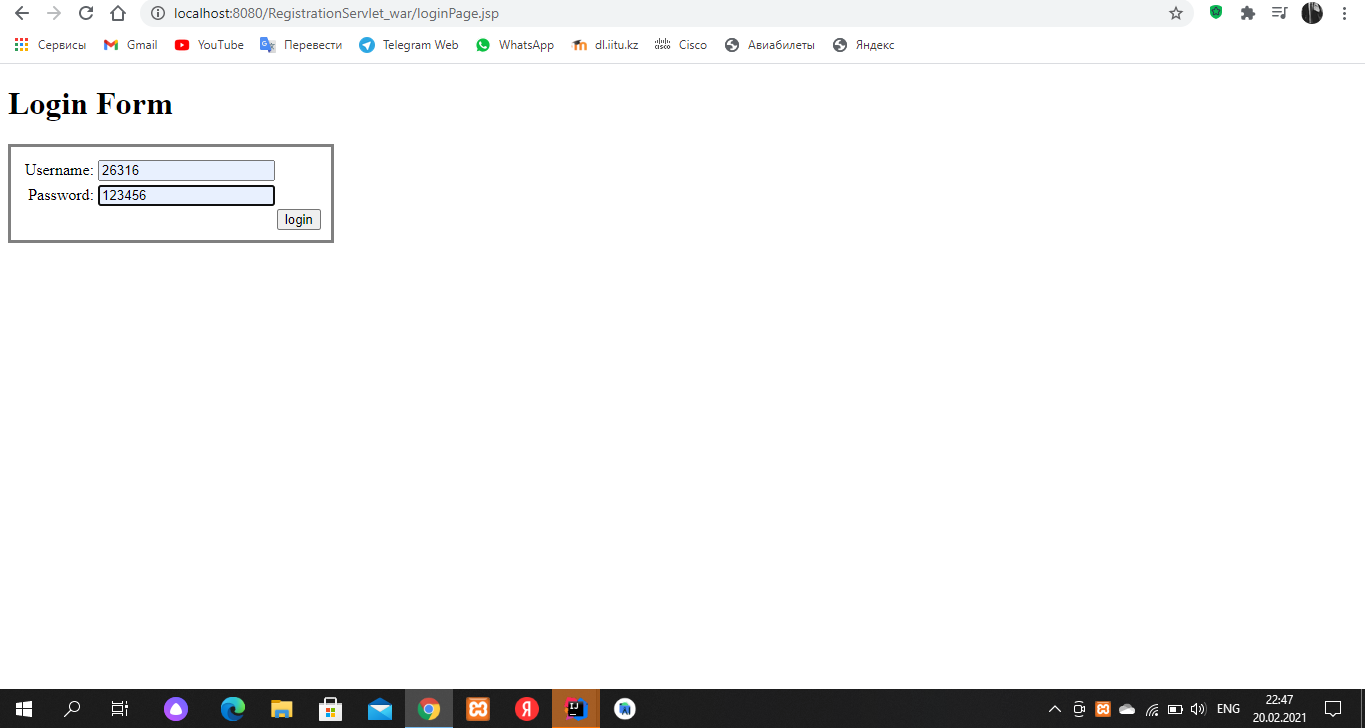 localhost:8080/RegistrationServlet_war/loginPage.jsp
Сервисы Gmail YouTube Перевести Telegram Web WhatsApp dl.iitu.kz Cisco Авиабилеты Яндекс
Login Form
Username: 26316
Password: 123456
login
ENG 22:47
20.02.2021